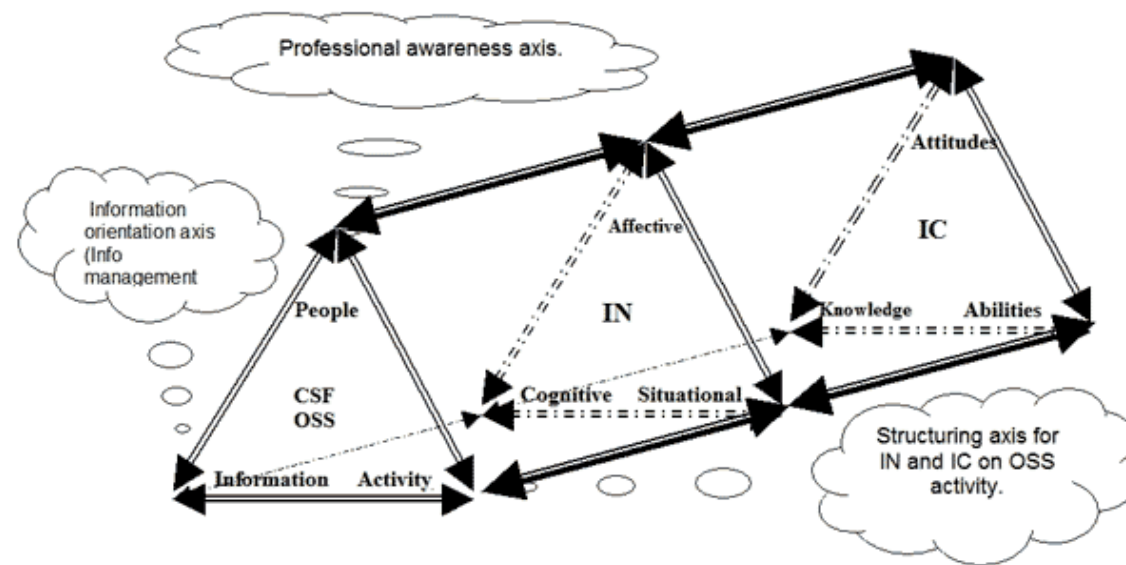 Professional awareness axis.
Information
orientation axis
(Info
management
People
CSF
OSS
Information Activity
Affective
IN
Cognitive Situational
Attitudes
IC
Knowledge Abilities
Structuring axis for
IN and IC on OSS
activity.